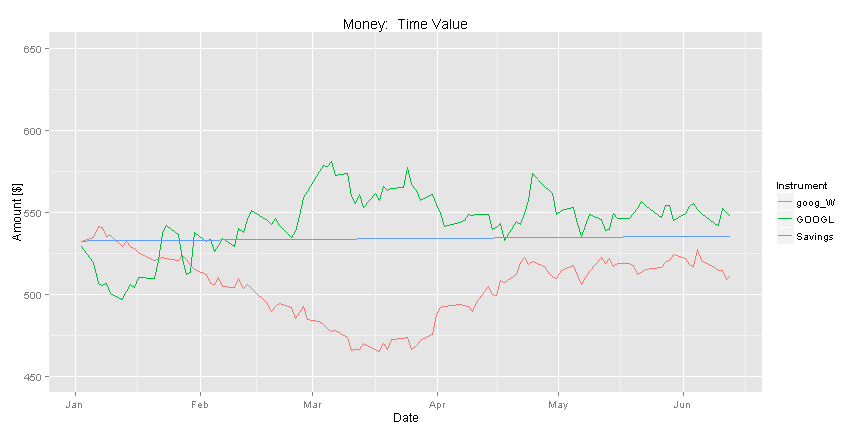 Money:  Time Value
650
600
550
500
450
Amount [$]
Jan Feb Mar Apr May Jun
Date
Instrument
goog_W
GOOGL
Savings